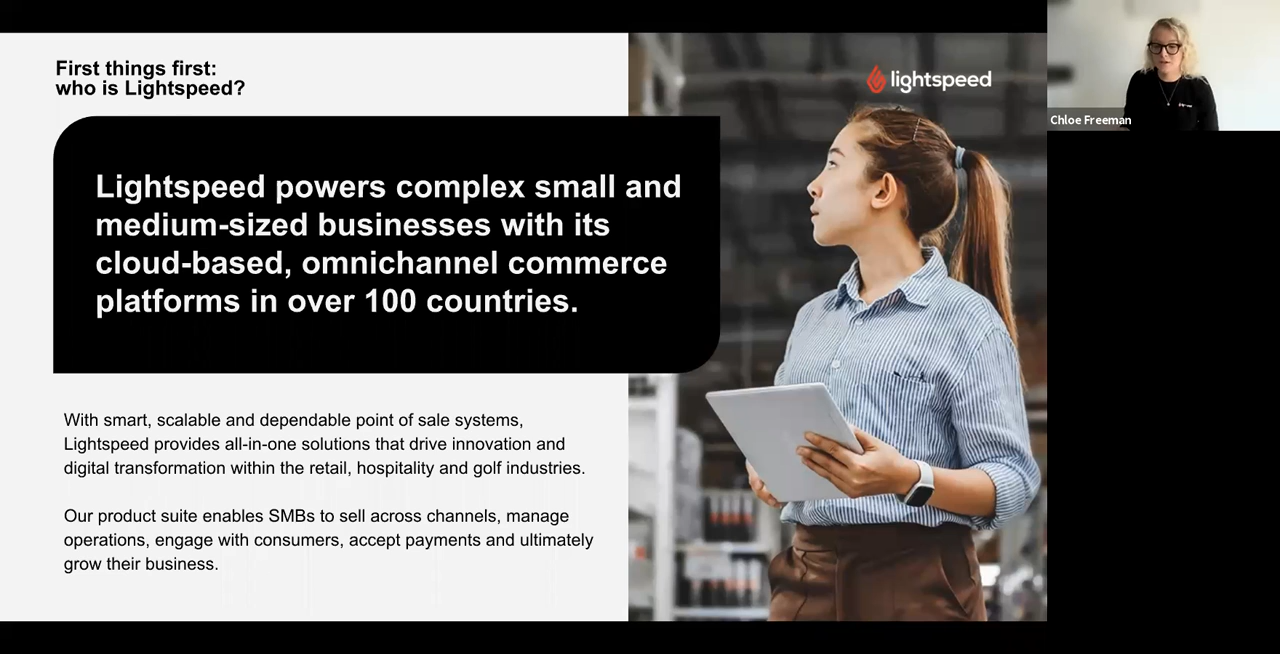 First things first:
who is Lightspeed?
lightspeed
Chloe Freeman
Lightspeed powers complex small and
medium-sized businesses with its
cloud-based, omnichannel commerce
platforms in over 100 countries.
With smart, scalable and dependable point of sale systems,
Lightspeed provides all-in-one solutions that drive innovation and
digital transformation within the retail, hospitality and golf industries.
Our product suite enables SMBs to sell across channels, manage
operations, engage with consumers, accept payments and ultimately
grow their business.